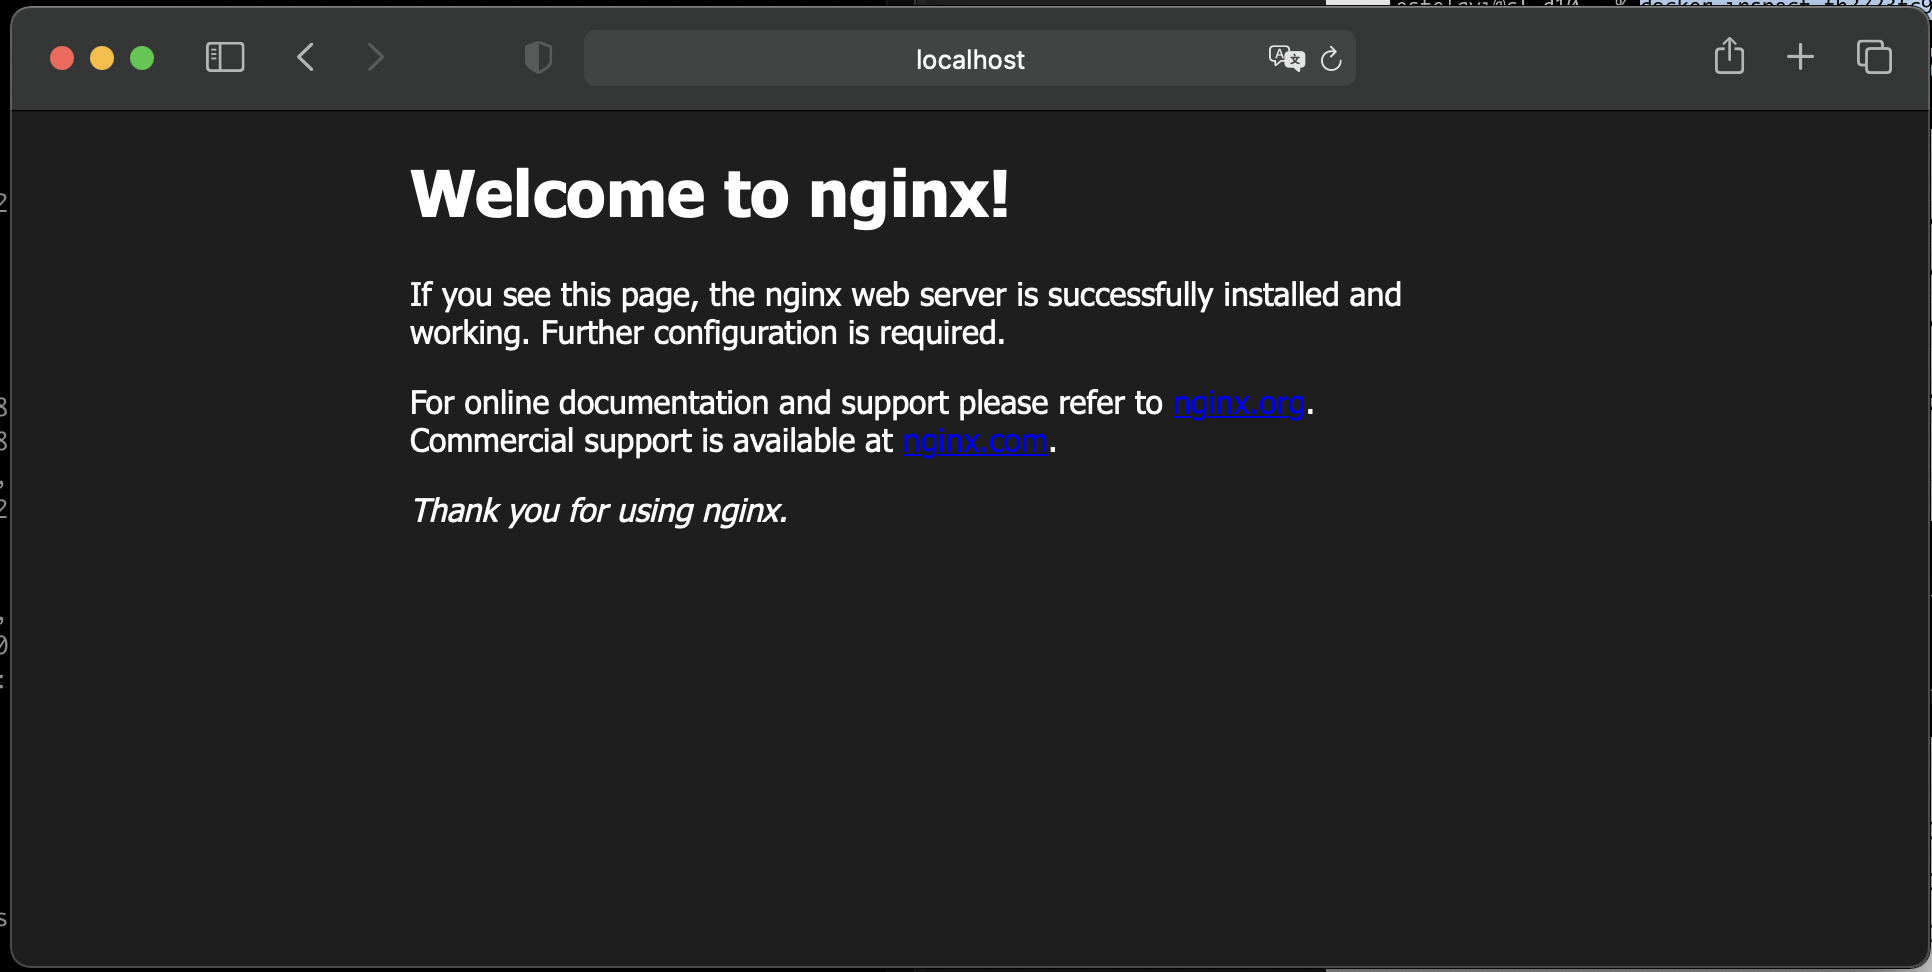 docker inspect
localhost
Welcome to nginx!
If you see this page, the nginx web server is successfully installed and
working. Further configuration is required.
For online documentation and support please refer to nginx.org.
Commercial support is available at nginx.com.
Thank you for using nginx.